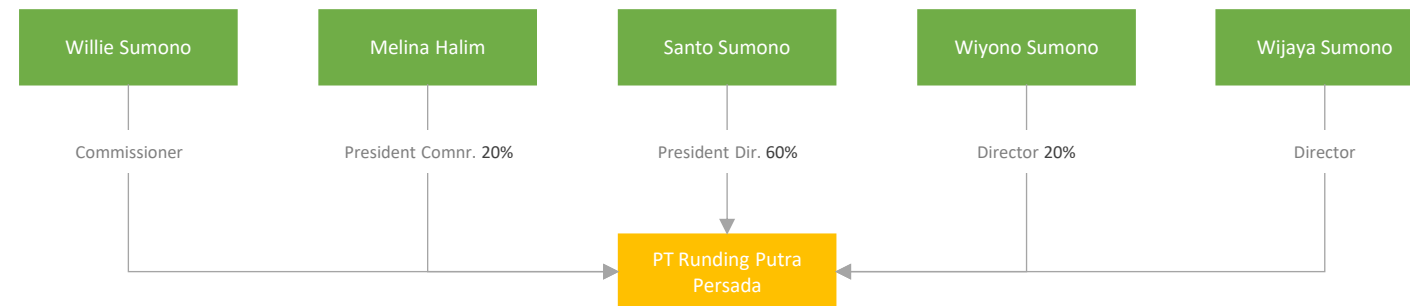 Willie Sumono
Melina Halim
Santo Sumono
Wiyono Sumono
Wijaya Sumono
Commissioner
President Comnr. 20%
President Dir. 60%
Director 20%
Director
PT Runding Putra
Persada